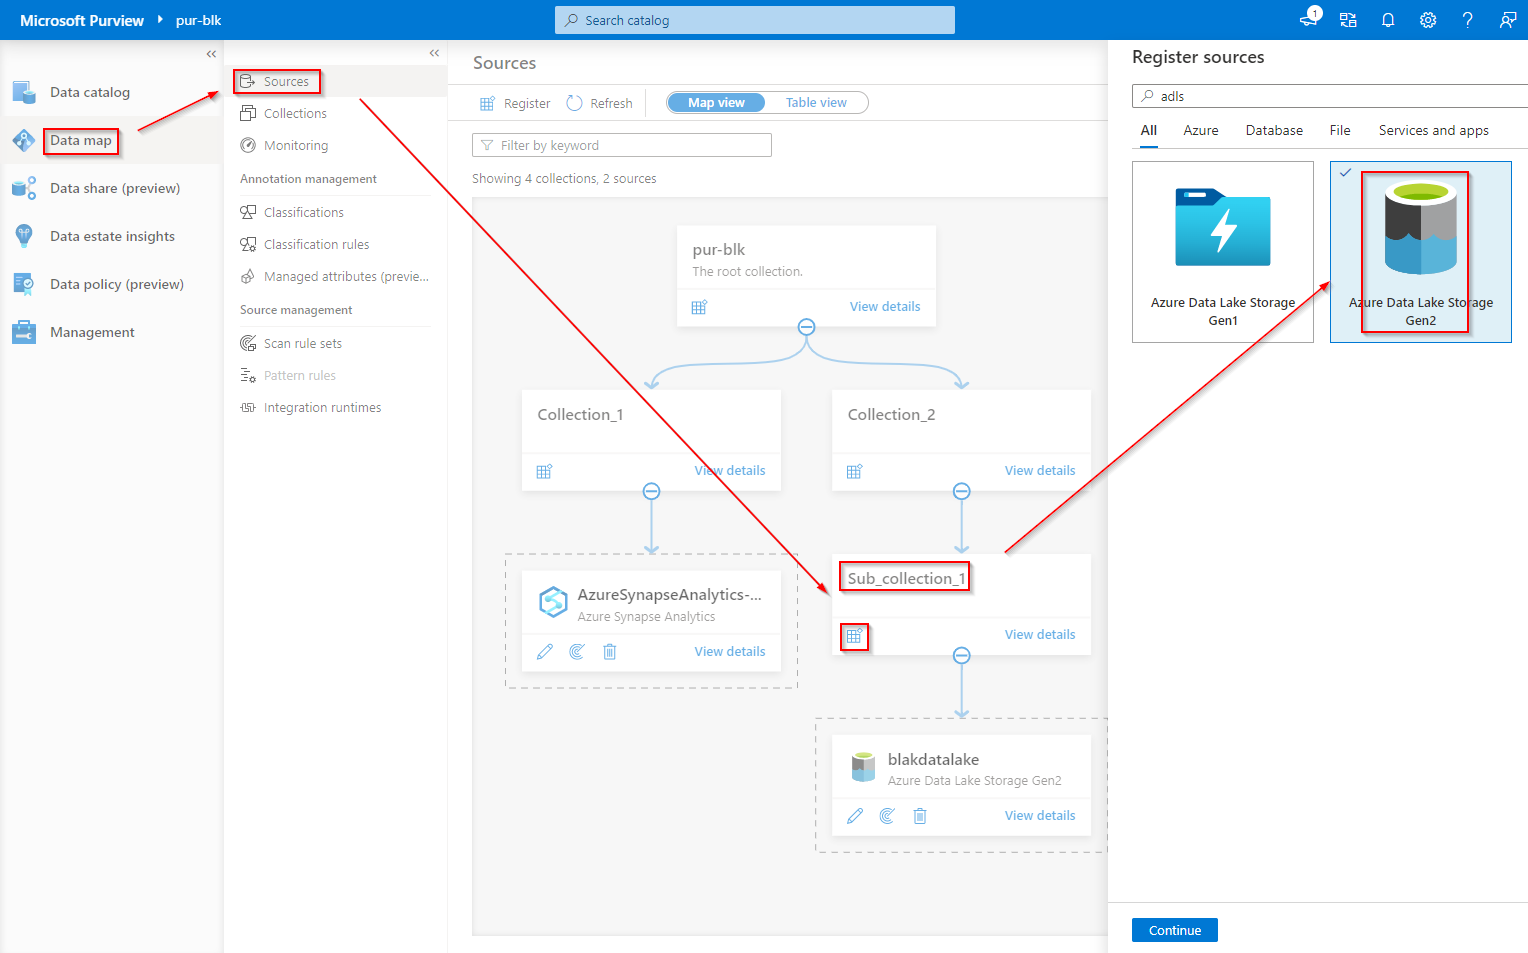 Microsoft Purview
pur-blk
Search catalog
1
Data catalog
Data map
Data share (preview)
Data estate insights
Data policy (preview)
Management
Sources
Collections
Monitoring
Annotation management
Classifications
Classification rules
Managed attributes (previe...
Source management
Scan rule sets
Pattern rules
Integration runtimes
Sources
Register
Refresh
Map view
Table view
Filter by keyword
Showing 4 collections, 2 sources
pur-blk
The root collection.
View details
Collection_1
View details
Collection_2
View details
AzureSynapseAnalytics-...
Azure Synapse Analytics
View details
Sub_collection_1
View details
blakdatalake
Azure Data Lake Storage Gen2
View details
Register sources
adls
All
Azure
Database
File
Services and apps
Azure Data Lake Storage
Gen1
Azure Data Lake Storage
Gen2
Continue